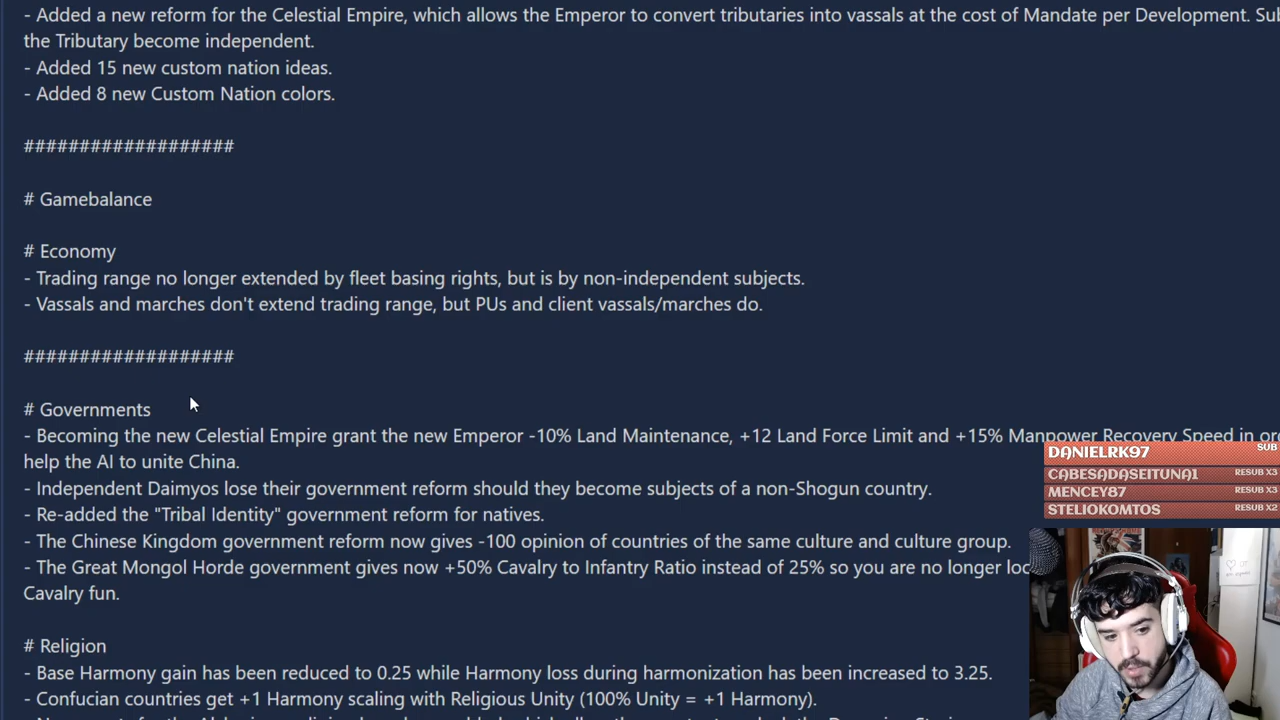 - Added a new reform for the Celestial Empire, which allows the Emperor to convert tributaries into vassals at the cost of Mandate per Development.
the Tributary become independent.
- Added 15 new custom nation ideas.
- Added 8 new Custom Nation colors.
###################
# Gamebalance
# Economy
- Trading range no longer extended by fleet basing rights, but is by non-independent subjects.
- Vassals and marches don't extend trading range, but PUs and client vassals/marches do.
###################
# Governments
- Becoming the new Celestial Empire grant the new Emperor -10% Land Maintenance, +12 Land Force Limit and +15% Manpower Recovery Speed in
help the AI to unite China.
- Independent Daimyos lose their government reform should they become subjects of a non-Shogun country.
- Re-added the "Tribal Identity" government reform for natives.
- The Chinese Kingdom government reform now gives -100 opinion of countries of the same culture and culture group.
- The Great Mongol Horde government gives now +50% Cavalry to Infantry Ratio instead of 25% so you are no longer
Cavalry fun.
# Religion
- Base Harmony gain has been reduced to 0.25 while Harmony loss during harmonization has been increased to 3.25.
- Confucian countries get +1 Harmony scaling with Religious Unity (100% Unity = +1 Harmony).
DANIELRK97 SUB
CABESADASEITUNA1 RESUB X3
MENCEY87 RESUB X3
STELIOKOMTOS RESUB X2